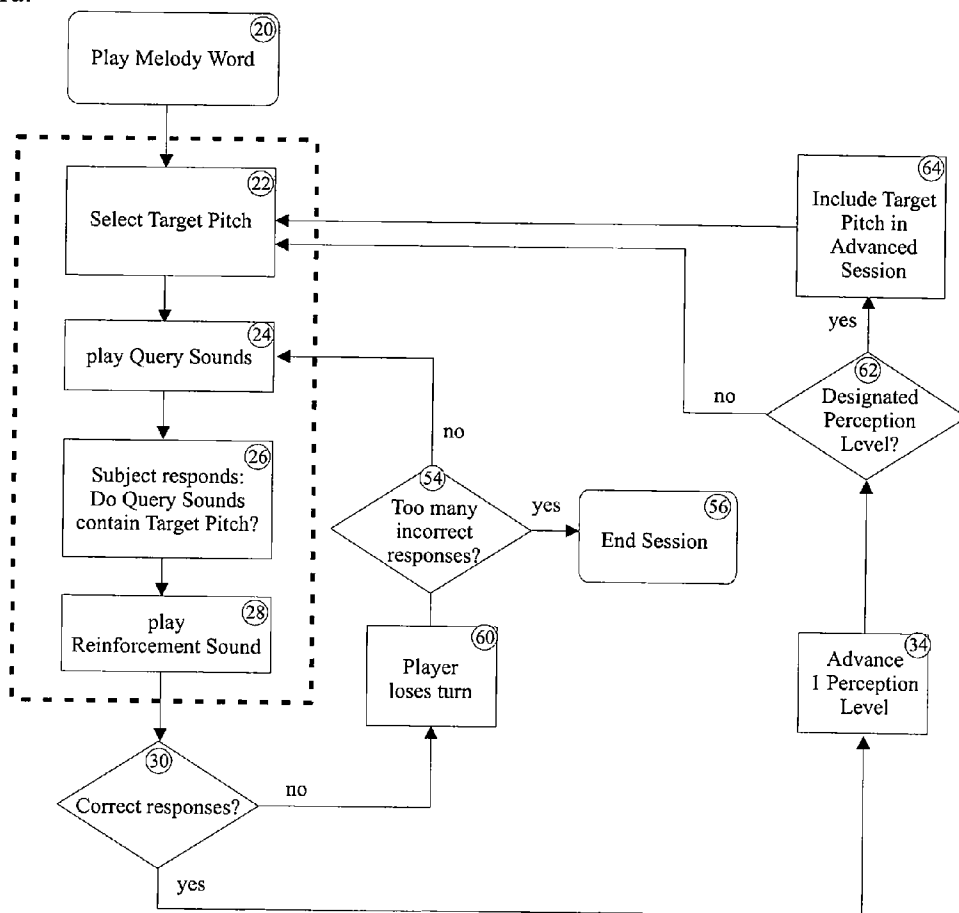 20
Play Melody Word
22
Select Target Pitch
24
play Query Sounds
26
Subject responds:
Do Query Sounds
contain Target Pitch?
28
play
Reinforcement Sound
30
Correct responses?
no
yes
60
Player
loses turn
54
Too many
incorrect
responses?
no
yes
56
End Session
34
Advance
1 Perception
Level
62
Designated
Perception
Level?
no
yes
64
Include Target
Pitch in
Advanced
Session